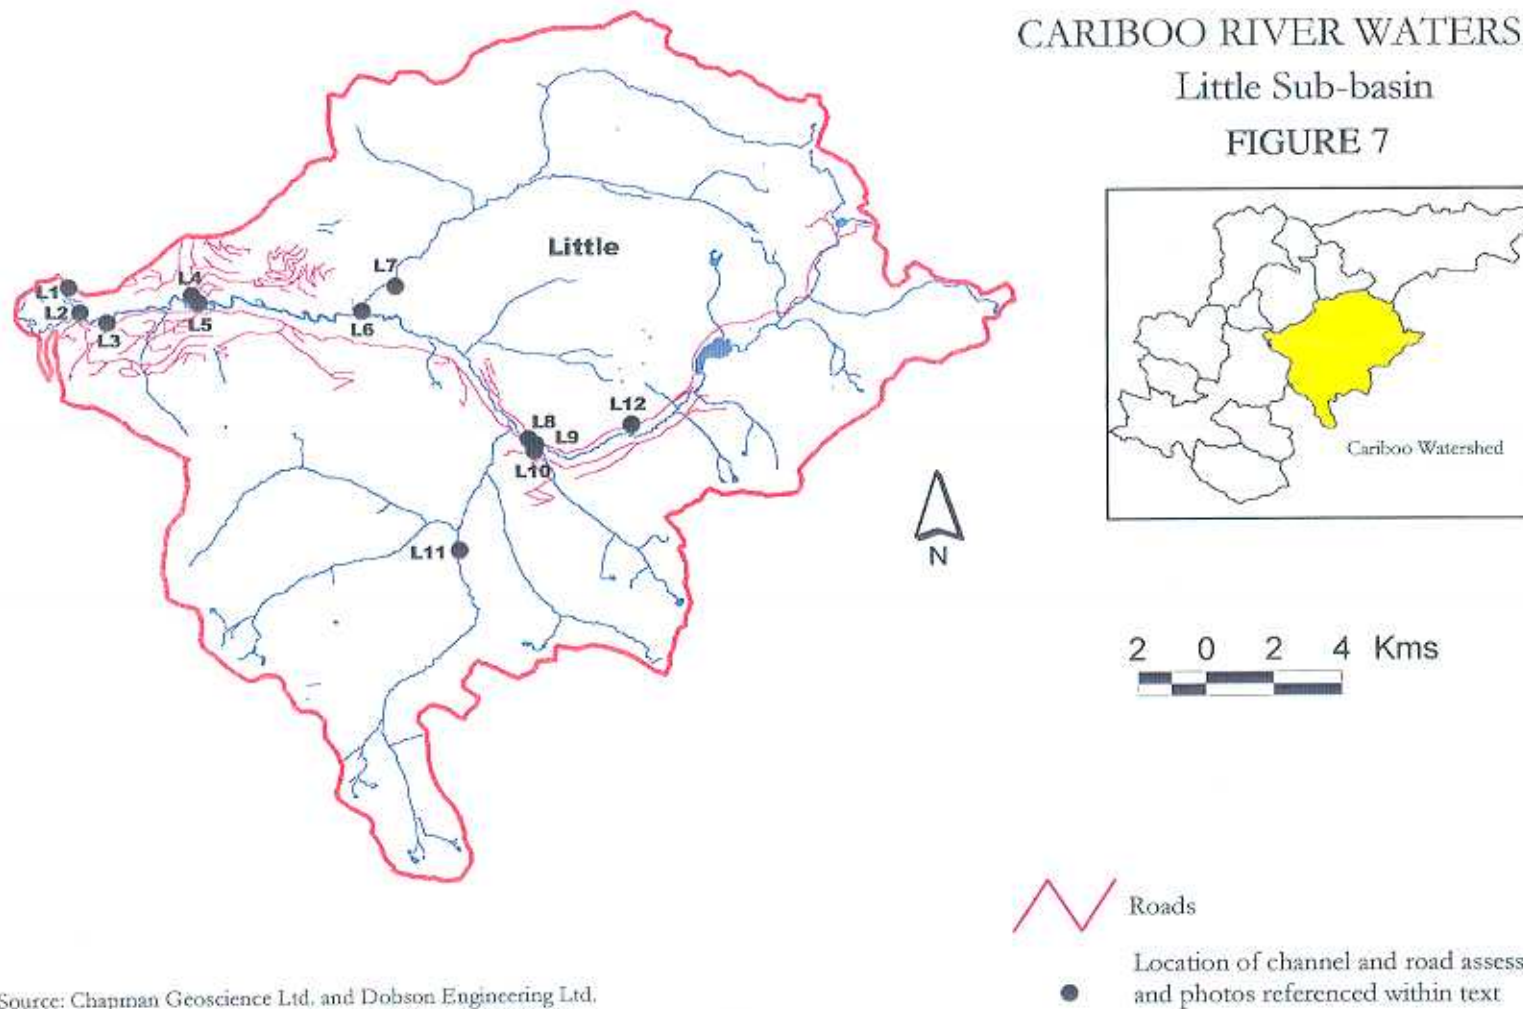 CARIBOO RIVER WATERS
Little Sub-basin
FIGURE 7
Little
L7
L4
L1
L2
L3
L5
L6
L12
L8
L9
L10
L11
Cariboo Watershed
N
2 0 2 4 Kms
Roads
Location of channel and road assess
and photos referenced within text
Source: Chapman Geoscience Ltd. and Dobson Engineering Ltd.